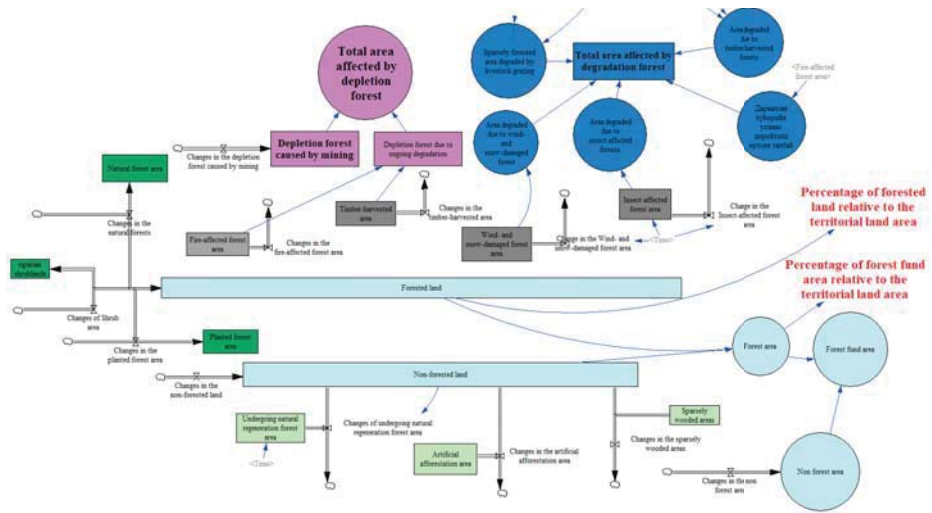 Total area
affected by
depletion
forest
Sparsely forested
area degraded by
livestock grazing
Total area affected by
degradation forest
Area degraded
due to
timber-harvested
forests
<Fire-affected
forest area>
Depletion forest
caused by mining
Depletion forest due to
ongoing degradation
Changes in the depletion
forest caused by mining
Area degraded
due to wind- and
snow-damaged
forest
Area degraded
due to
insect-affected
forests
Natural forest area
Changes in the
natural forests
Timber-harvested
area
Changes in the
timber-harvested area
Fire-affected forest area
Changes in the
fire-affected forest area
Wind- and
snow-damaged forest
area
Change in the Wind- and
snow-damaged forest area
Insect-affected
forest area
Change in the
Insect-affected forest
area
<Time>
Percentage of forested
land relative to the
territorial land area
Percentage of forest fund
area relative to the
territorial land area
shrublands
Changes of Shrub
area
Forested land
Changes in the
planted forest area
Planted forest
area
Forest area
Forest fund area
Changes in the
non-forested land
Non-forested land
Undergoing natural
regeneration forest
area
<Time>
Changes of undergoing natural
regeneration forest area
Artificial
afforestation area
Changes in the artificial
afforestation area
Sparsely
wooded areas
Changes in the sparsely
wooded areas
Changes in the non
forest area
Non forest area